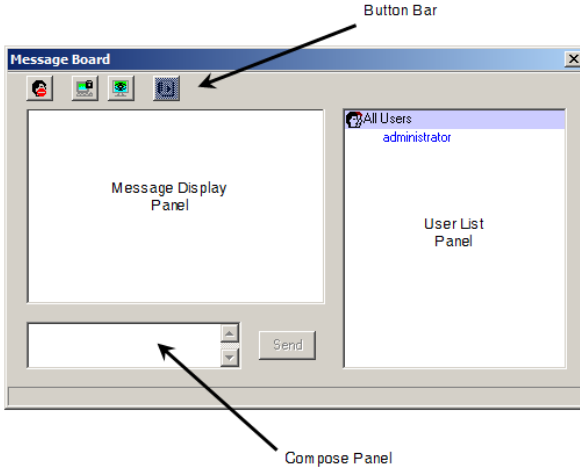 Button Bar
Message Board
All Users
administrator
Message Display
Panel
User List
Panel
Send
Compose Panel